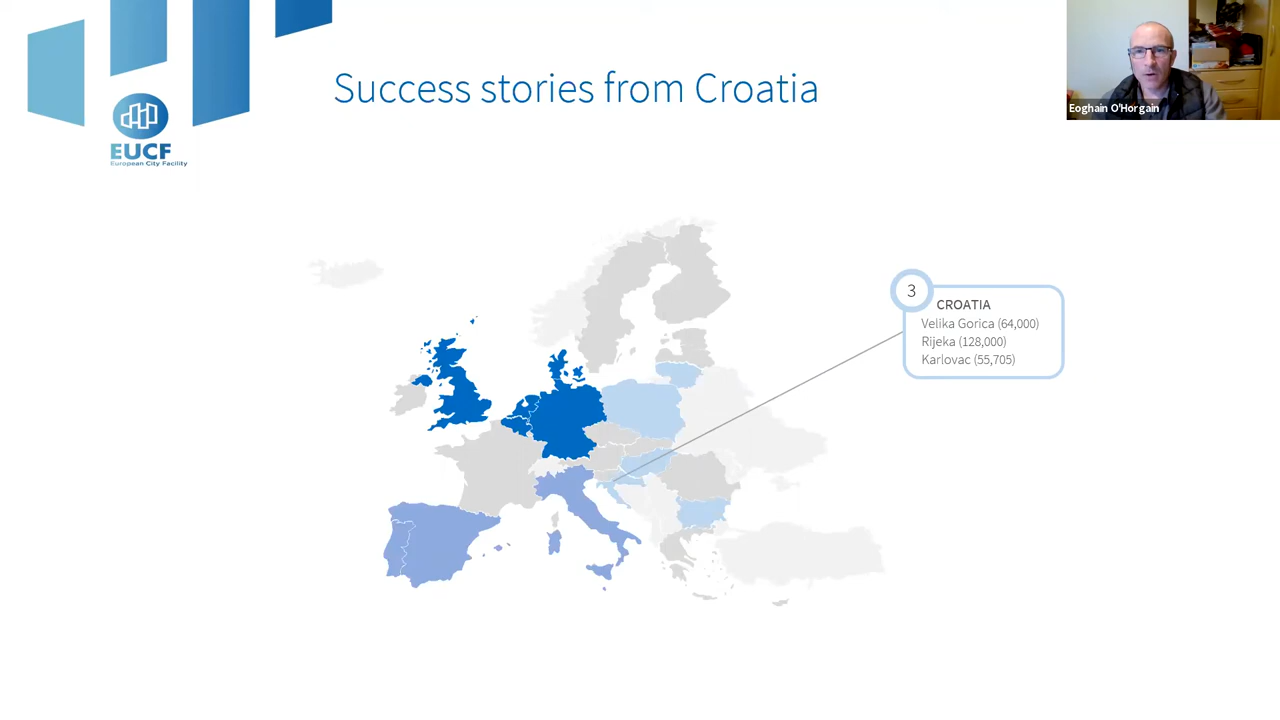 Success stories from Croatia
Eoghain O'Horgain
EUCF
European City Facility
3
CROATIA
Velika Gorica (64,000)
Rijeka (128,000)
Karlovac (55,705)